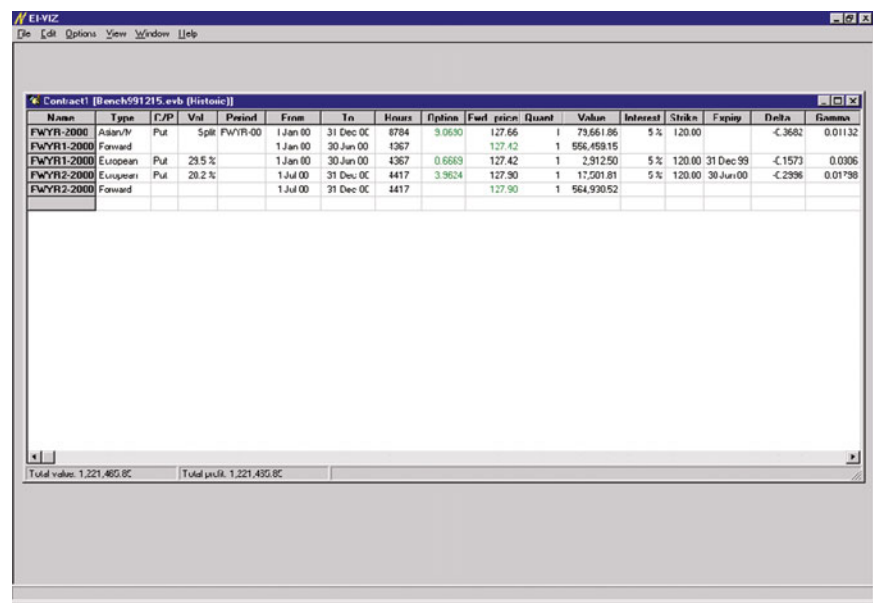 EI-VIZ
File Edit Options View Window Help
Contract1 [Bench991215.evb (Historic)]
Name Type C/P Vol Period From To Hours Option Fwd. price Quant Value Interest Strike Expiry Delta Gamma
FWYR-2000 Asian/M Put Split FWYR-00 1 Jan 00 31 Dec 00 8784 9.0690 127.66 1 79,661.86 5 % 120.00 -0.3682 0.01132
FWYR1-2000 Forward 1 Jan 00 30 Jun 00 4367 127.42 1 556,459.15
FWYR1-2000 European Put 29.5 % 1 Jan 00 30 Jun 00 4367 0.6669 127.42 1 2,912.50 5 % 120.00 31 Dec 99 -0.1573 0.0306
FWYR2-2000 European Put 20.2 % 1 Jul 00 31 Dec 00 4417 3.9624 127.90 1 17,501.81 5 % 120.00 30 Jun 00 -0.2996 0.01798
FWYR2-2000 Forward 1 Jul 00 31 Dec 00 4417 127.90 1 564,930.52
Total value: Total profit: